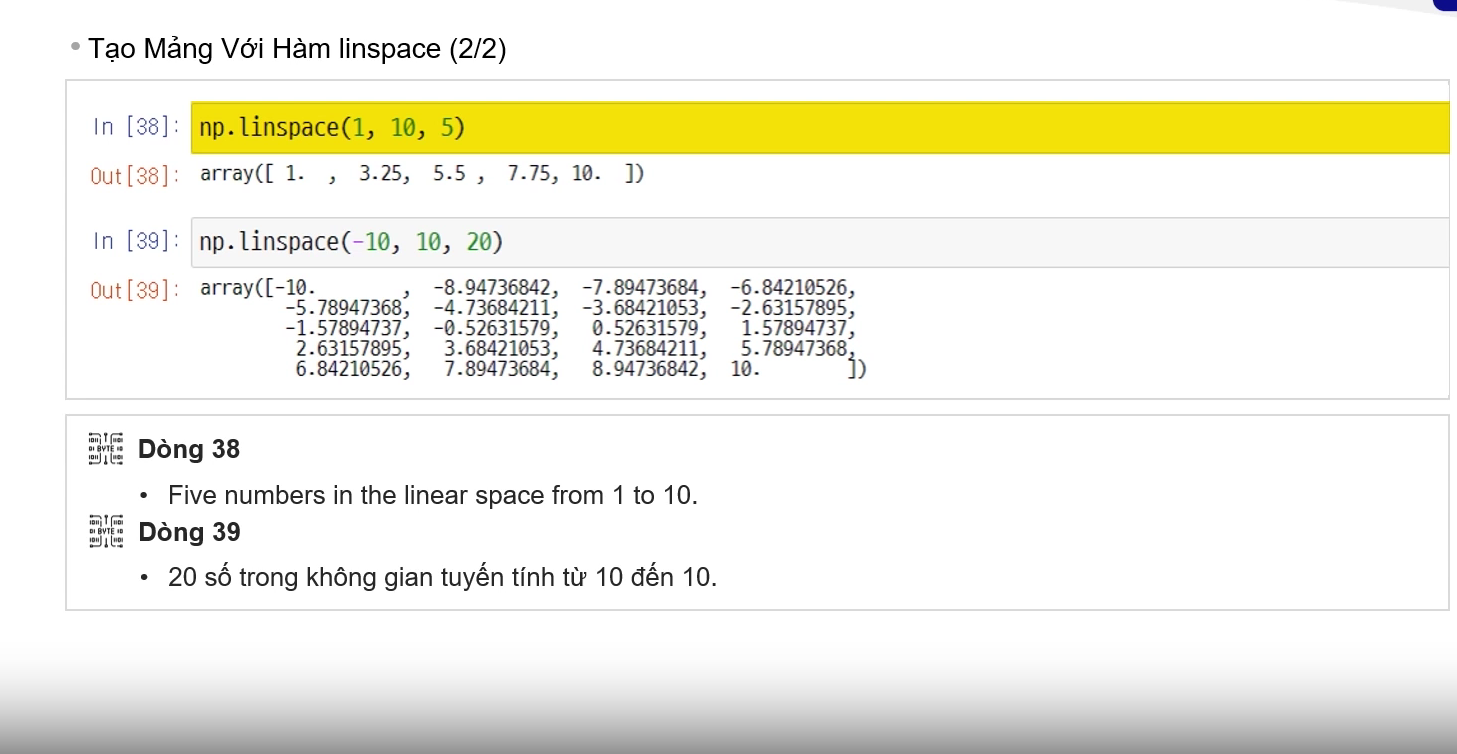 • Tạo Mảng Với Hàm linspace (2/2)
In [38]: np.linspace(1, 10, 5)
Out[38]: array([ 1.  ,  3.25,  5.5 ,  7.75, 10.  ])
In [39]: np.linspace(-10, 10, 20)
Out[39]: array([-10.        ,  -8.94736842,  -7.89473684,  -6.84210526,
-5.78947368,  -4.73684211,  -3.68421053,  -2.63157895,
-1.57894737,  -0.52631579,   0.52631579,   1.57894737,
2.63157895,   3.68421053,   4.73684211,   5.78947368,
6.84210526,   7.89473684,   8.94736842,  10.        ])
Dòng 38
• Five numbers in the linear space from 1 to 10.
Dòng 39
• 20 số trong không gian tuyến tính từ 10 đến 10.